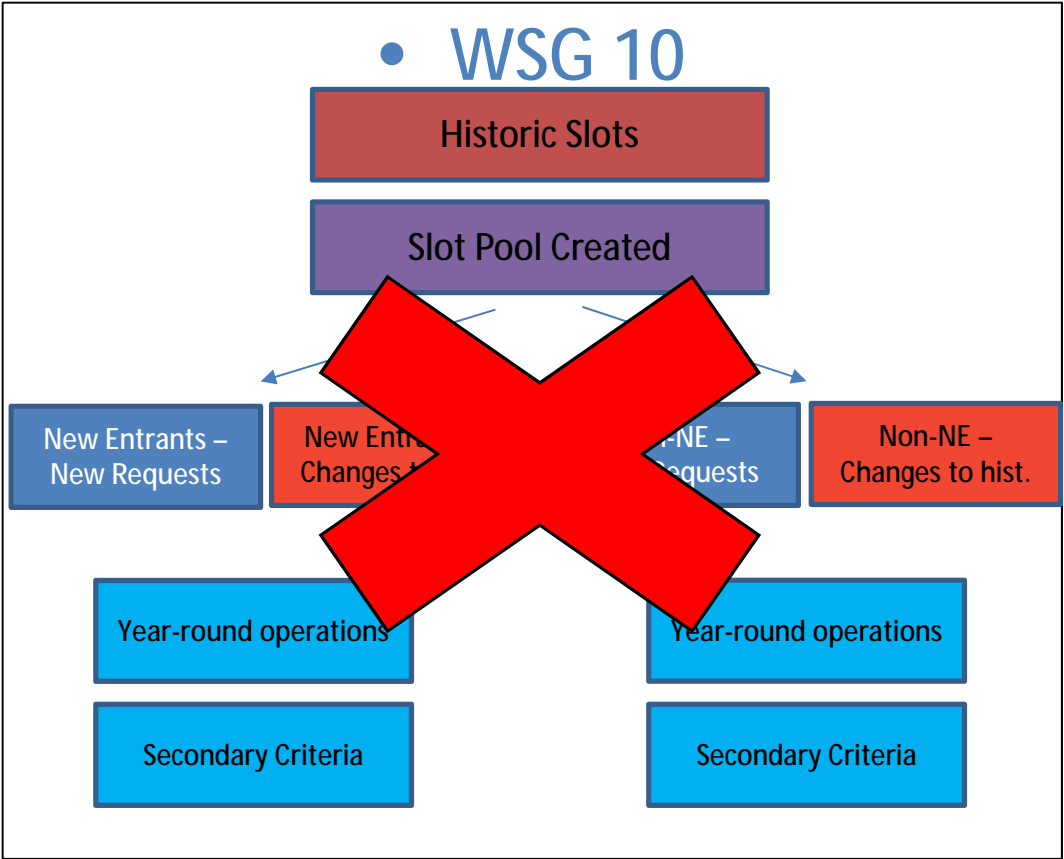 • WSG 10
Historic Slots
Slot Pool Created
New Entrants –
New Requests
New Entr
Changes t
-NE –
equests
Non-NE –
Changes to hist.
Year-round operations
Year-round operations
Secondary Criteria
Secondary Criteria